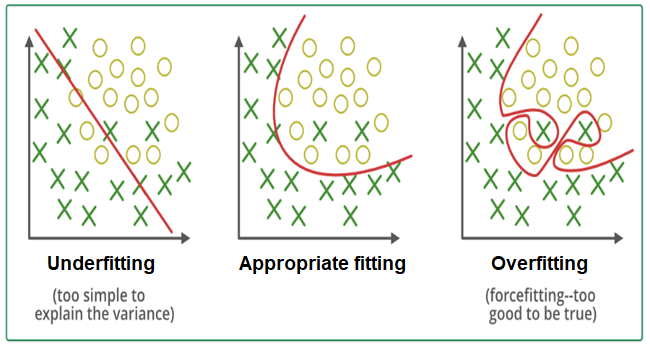 Underfitting
(too simple to
explain the variance)
Appropriate fitting
Overfitting
(forcefitting--too
good to be true)